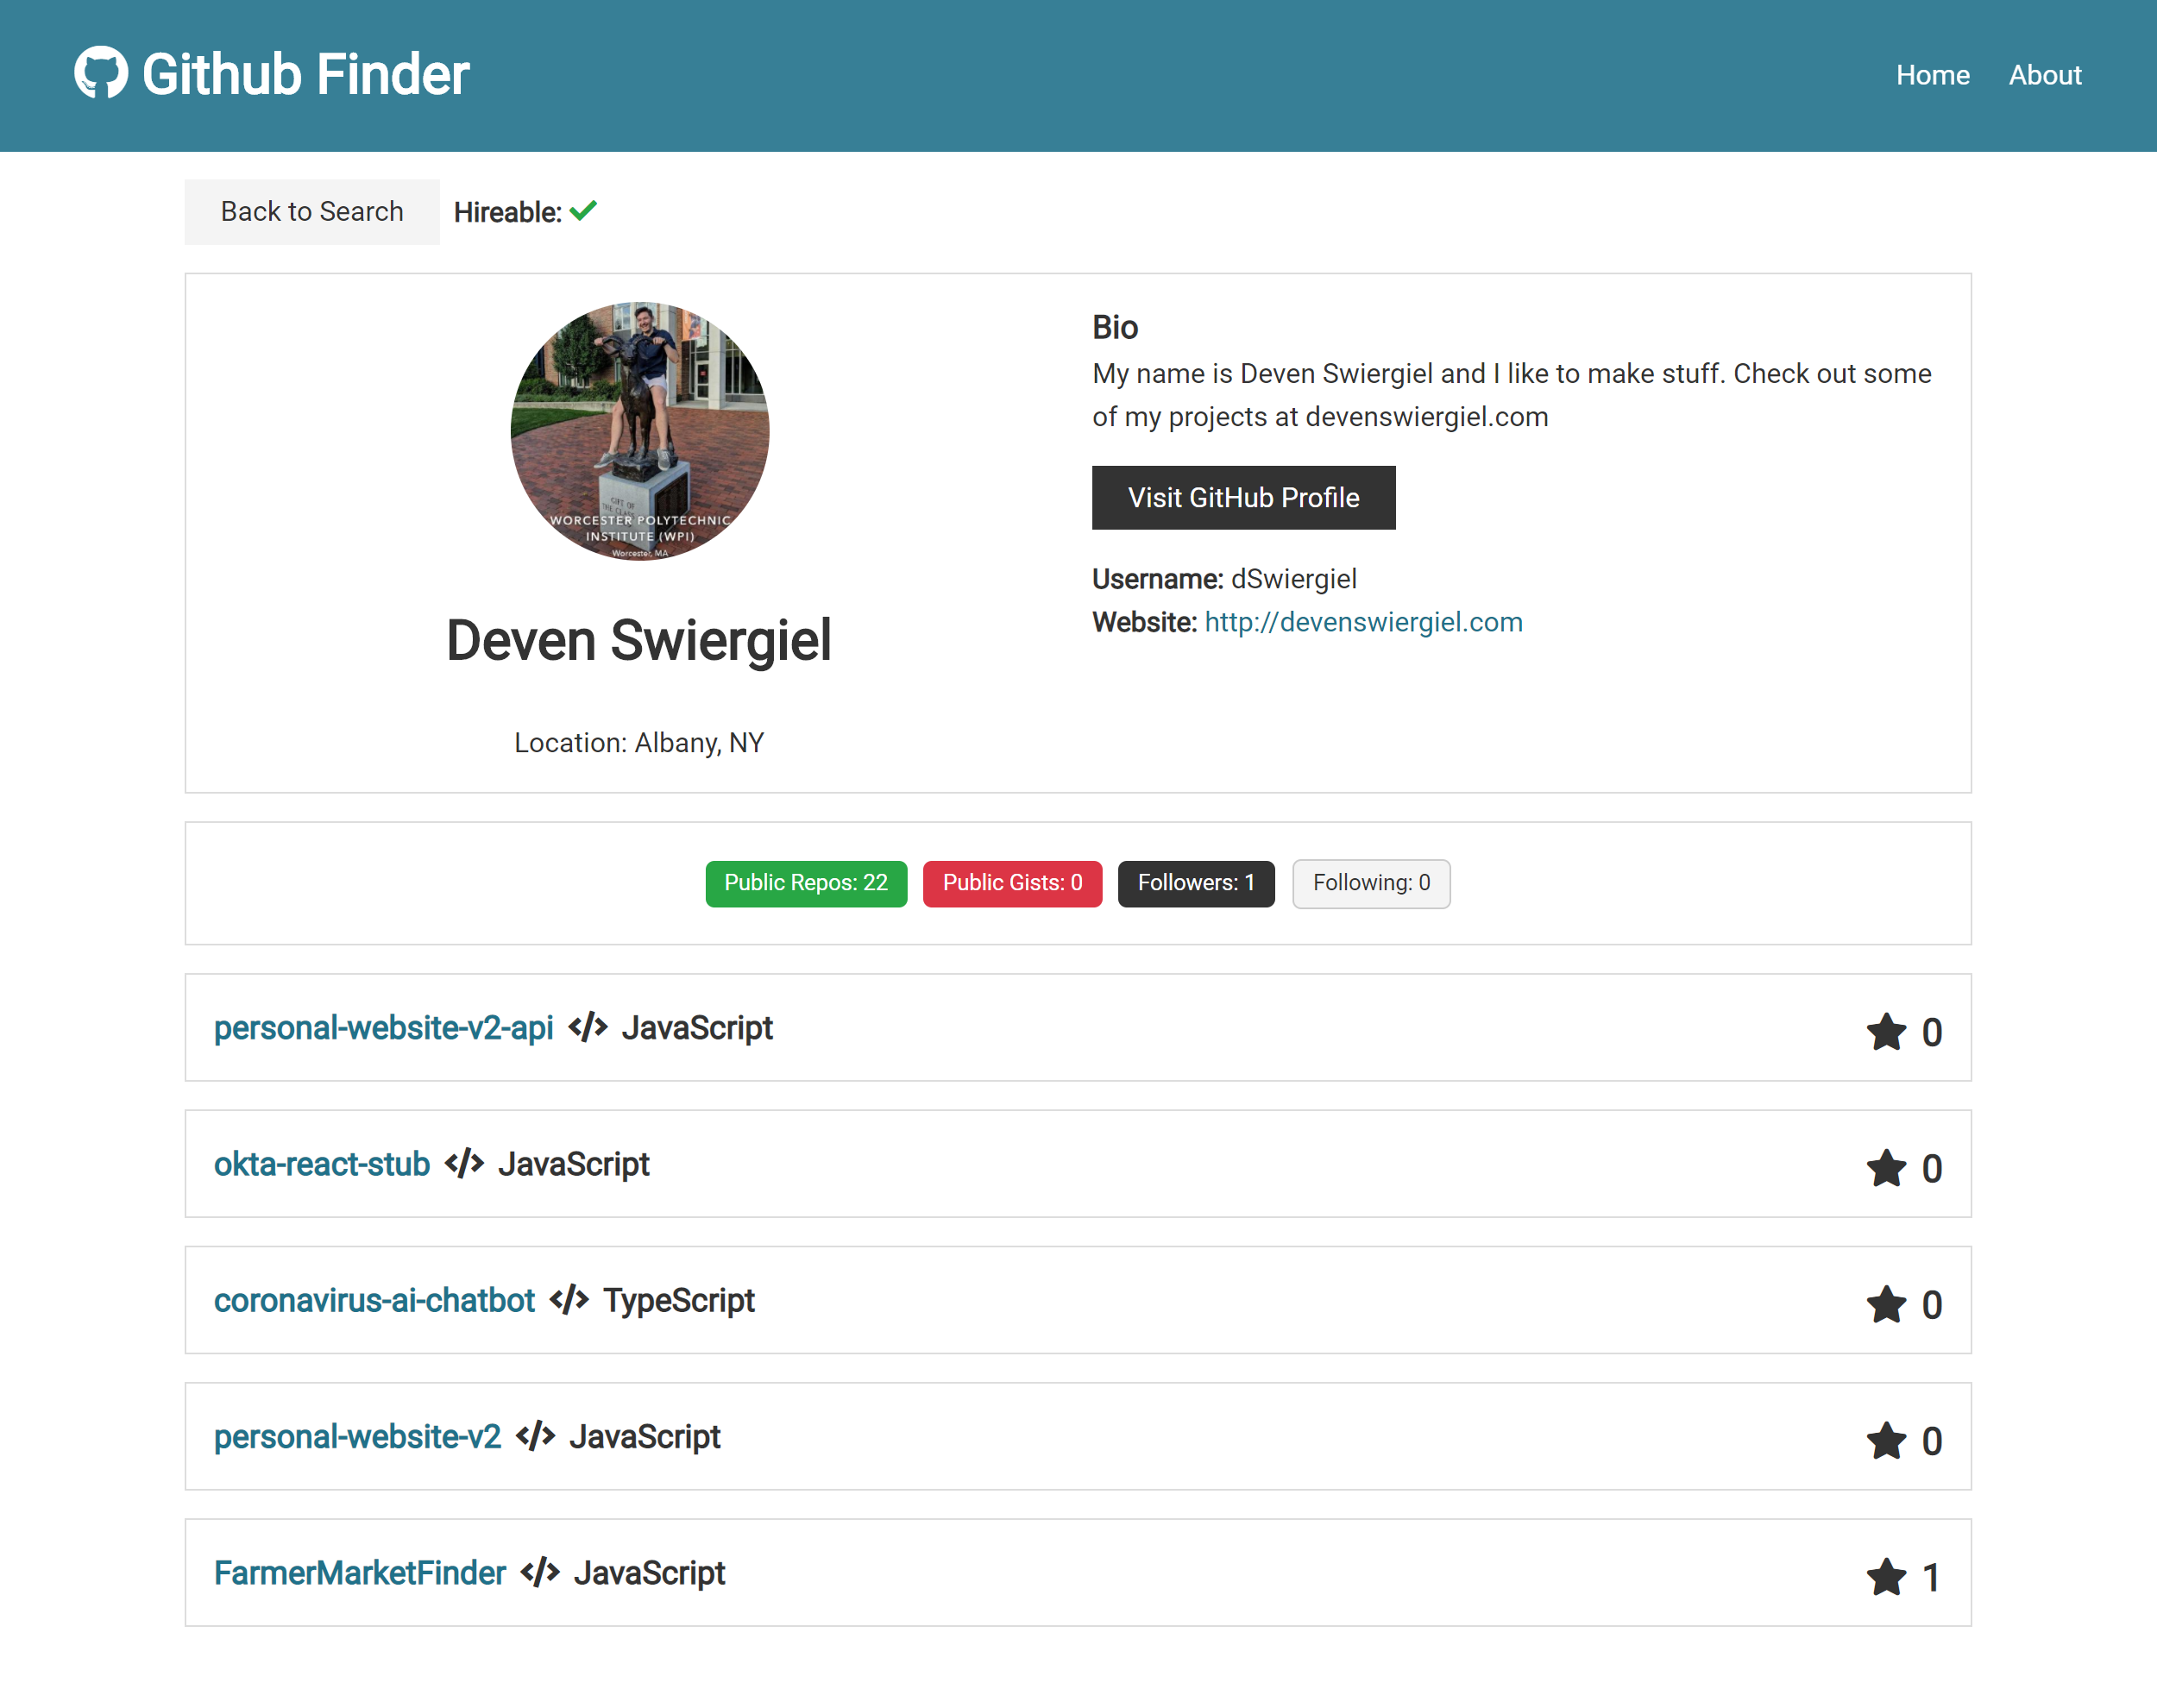 Github Finder
Home
About
Back to Search
Hireable:
WORCESTER POLYTECHNIC
INSTITUTE (WPI)
Worcester, MA
Deven Swiergiel
Location: Albany, NY
Bio
My name is Deven Swiergiel and I like to make stuff. Check out some
of my projects at devenswiergiel.com
Visit GitHub Profile
Username: dSwiergiel
Website: http://devenswiergiel.com
Public Repos: 22
Public Gists: 0
Followers: 1
Following: 0
personal-website-v2-api </> JavaScript
0
okta-react-stub </> JavaScript
0
coronavirus-ai-chatbot </> TypeScript
0
personal-website-v2 </> JavaScript
0
FarmerMarketFinder </> JavaScript
1